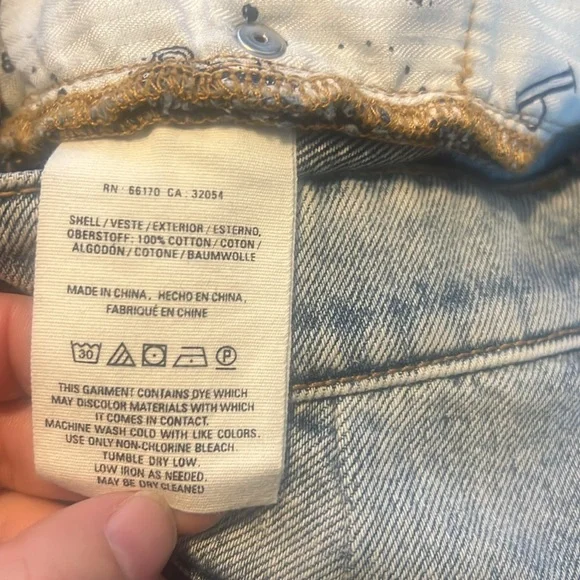 RN : 66170 CA : 32054
SHELL / VESTE / EXTERIOR / ESTERNO,
OBERSTOFF: 100% COTTON / COTON /
ALGODÓN / COTONE / BAUMWOLLE
MADE IN CHINA, HECHO EN CHINA,
FABRIQUÉ EN CHINE
30
P
THIS GARMENT CONTAINS DYE WHICH
MAY DISCOLOR MATERIALS WITH WHICH
IT COMES IN CONTACT.
MACHINE WASH COLD WITH LIKE COLORS.
USE ONLY NON-CHLORINE BLEACH
TUMBLE DRY LOW.
LOW IRON AS NEEDED.
MAY BE DRY CLEANED